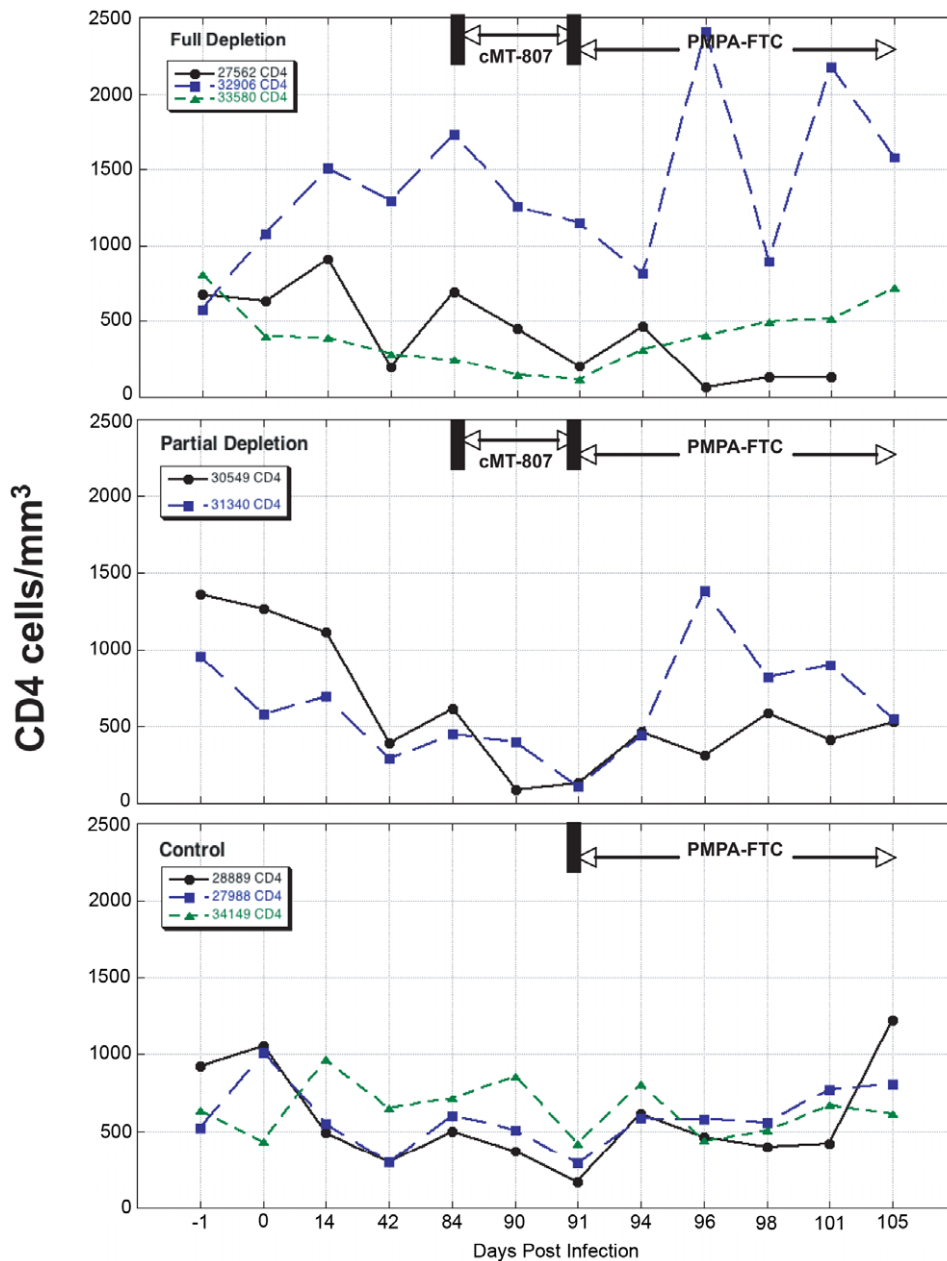 CD4 cells/mm³
2500
2000
1500
1000
500
0
Full Depletion
27562 CD4
32906 CD4
33580 CD4
cMT-807
PMPA-FTC
2500
2000
1500
1000
500
0
Partial Depletion
30549 CD4
31340 CD4
cMT-807
PMPA-FTC
2500
2000
1500
1000
500
0
Control
28889 CD4
27988 CD4
34149 CD4
PMPA-FTC
-1 0 14 42 84 90 91 94 96 98 101 105
Days Post Infection